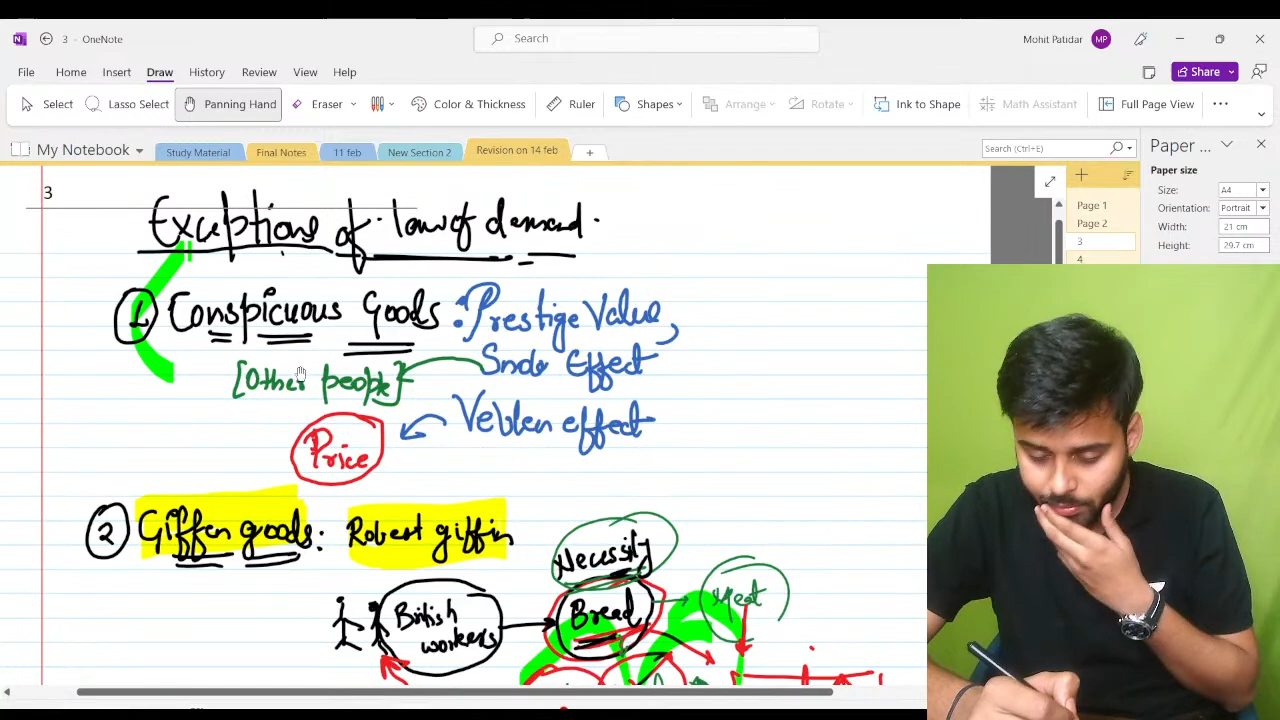 3 - OneNote
Search
Mohit Patidar MP
File Home Insert Draw History Review View Help
Share
Select Lasso Select Panning Hand Eraser Color & Thickness Ruler Shapes Arrange Rotate Ink to Shape Math Assistant Full Page View
My Notebook
Study Material Final Notes 11 feb New Section 2 Revision on 14 feb +
Search (Ctrl+E)
Paper ...
Paper size
Size: A4
Orientation: Portrait
Width: 21 cm
Height: 29.7 cm
Page 1
Page 2
3
4
3
Exceptions of law of demand.
1 Conspicuous Goods : Prestige Value,
[Other people] Snob Effect
Price Veblen effect
2 Giffen goods: Robert giffin
Necessity
British workers Bread Meat